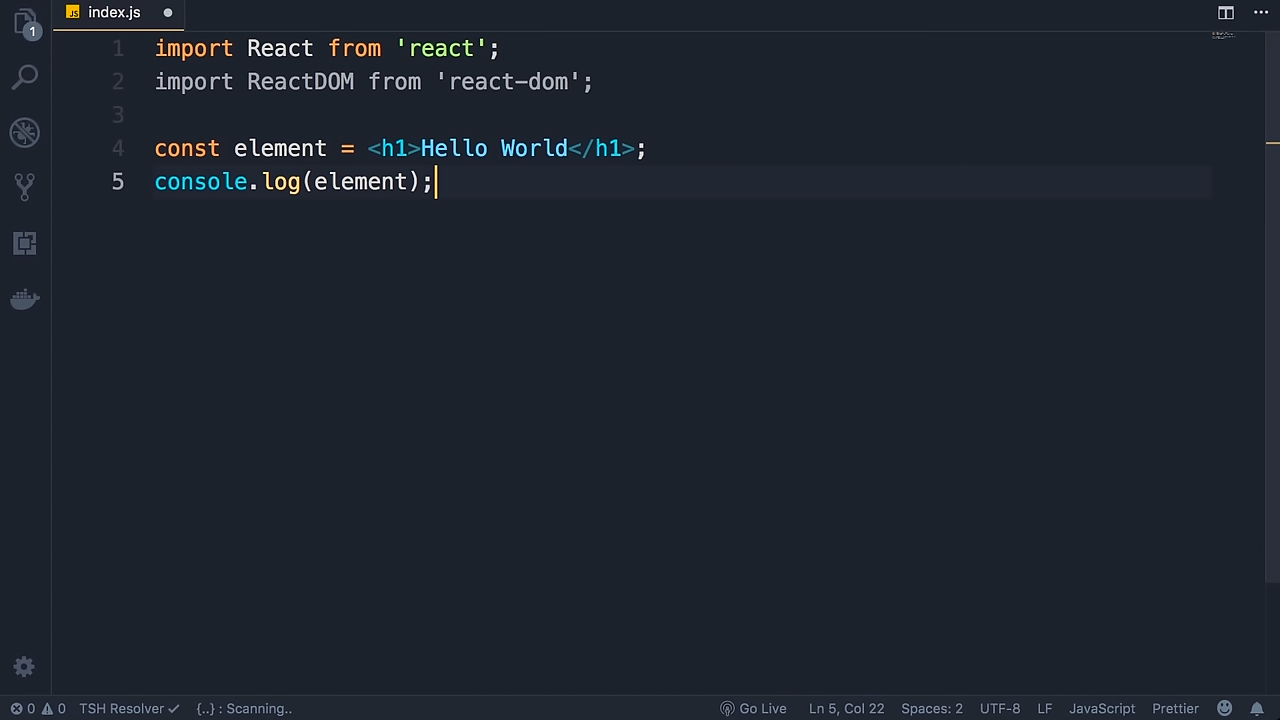 JS index.js
1
1 import React from 'react';
2 import ReactDOM from 'react-dom';
3
4 const element = <h1>Hello World</h1>;
5 console.log(element);
0 0 TSH Resolver ✓ {..} : Scanning.. Go Live Ln 5, Col 22 Spaces: 2 UTF-8 LF JavaScript Prettier